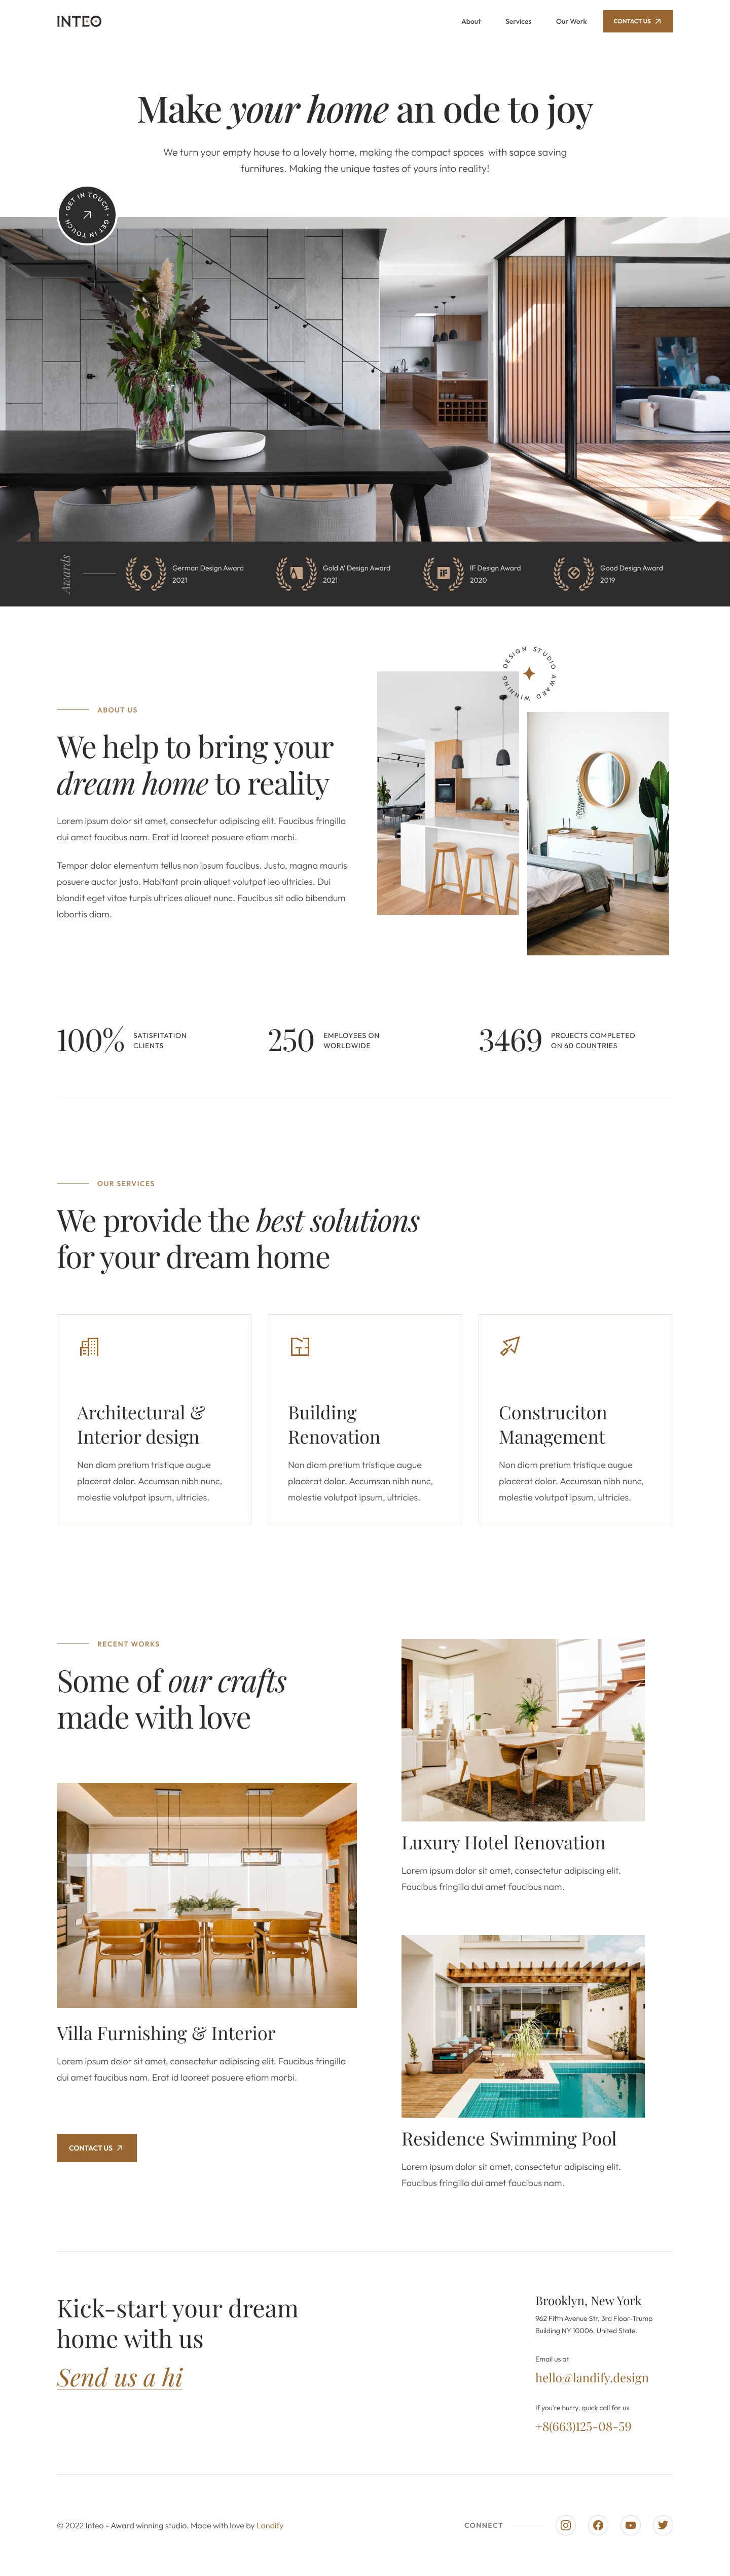 INTEO
About Services Our Work CONTACT US
Make your home an ode to joy
We turn your empty house to a lovely home, making the compact spaces with sapce saving
furnitures. Making the unique tastes of yours into reality!
GET IN TOUCH • GET IN TOUCH •
Awards
German Design Award
2021
Gold A' Design Award
2021
IF Design Award
2020
Good Design Award
2019
DESIGN STUDIO AWARD WINNING
ABOUT US
We help to bring your
dream home to reality
Lorem ipsum dolor sit amet, consectetur adipiscing elit. Faucibus fringilla
dui amet faucibus nam. Erat id laoreet posuere etiam morbi.
Tempor dolor elementum tellus non ipsum faucibus. Justo, magna mauris
posuere auctor justo. Habitant proin aliquet volutpat leo ultricies. Dui
blandit eget vitae turpis ultrices aliquet nunc. Faucibus sit odio bibendum
lobortis diam.
100%
SATISFITATION
CLIENTS
250
EMPLOYEES ON
WORLDWIDE
3469
PROJECTS COMPLETED
ON 60 COUNTRIES
OUR SERVICES
We provide the best solutions
for your dream home
Architectural &
Interior design
Non diam pretium tristique augue
placerat dolor. Accumsan nibh nunc,
molestie volutpat ipsum, ultricies.
Building
Renovation
Non diam pretium tristique augue
placerat dolor. Accumsan nibh nunc,
molestie volutpat ipsum, ultricies.
Construciton
Management
Non diam pretium tristique augue
placerat dolor. Accumsan nibh nunc,
molestie volutpat ipsum, ultricies.
RECENT WORKS
Some of our crafts
made with love
Villa Furnishing & Interior
Lorem ipsum dolor sit amet, consectetur adipiscing elit. Faucibus fringilla
dui amet faucibus nam. Erat id laoreet posuere etiam morbi.
CONTACT US
Luxury Hotel Renovation
Lorem ipsum dolor sit amet, consectetur adipiscing elit.
Faucibus fringilla dui amet faucibus nam.
Residence Swimming Pool
Lorem ipsum dolor sit amet, consectetur adipiscing elit.
Faucibus fringilla dui amet faucibus nam.
Kick-start your dream
home with us
Send us a hi
Brooklyn, New York
962 Fifth Avenue Str, 3rd Floor-Trump
Building NY 10006, United State.
Email us at
hello@landify.design
If you're hurry, quick call for us
+8(663)125-08-59
© 2022 Inteo - Award winning studio. Made with love by Landify
CONNECT